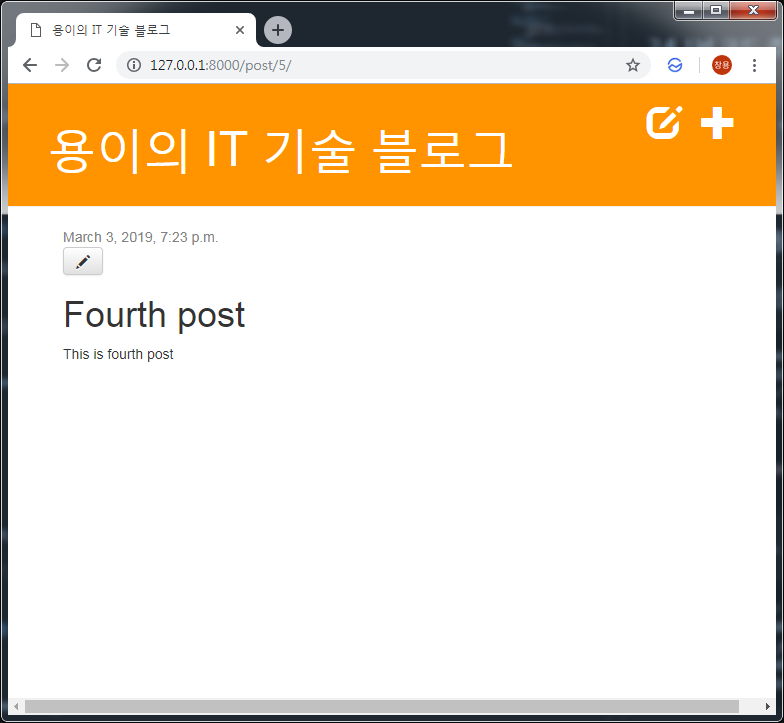 용이의 IT 기술 블로그
127.0.0.1:8000/post/5/
창용
용이의 IT 기술 블로그
March 3, 2019, 7:23 p.m.
Fourth post
This is fourth post